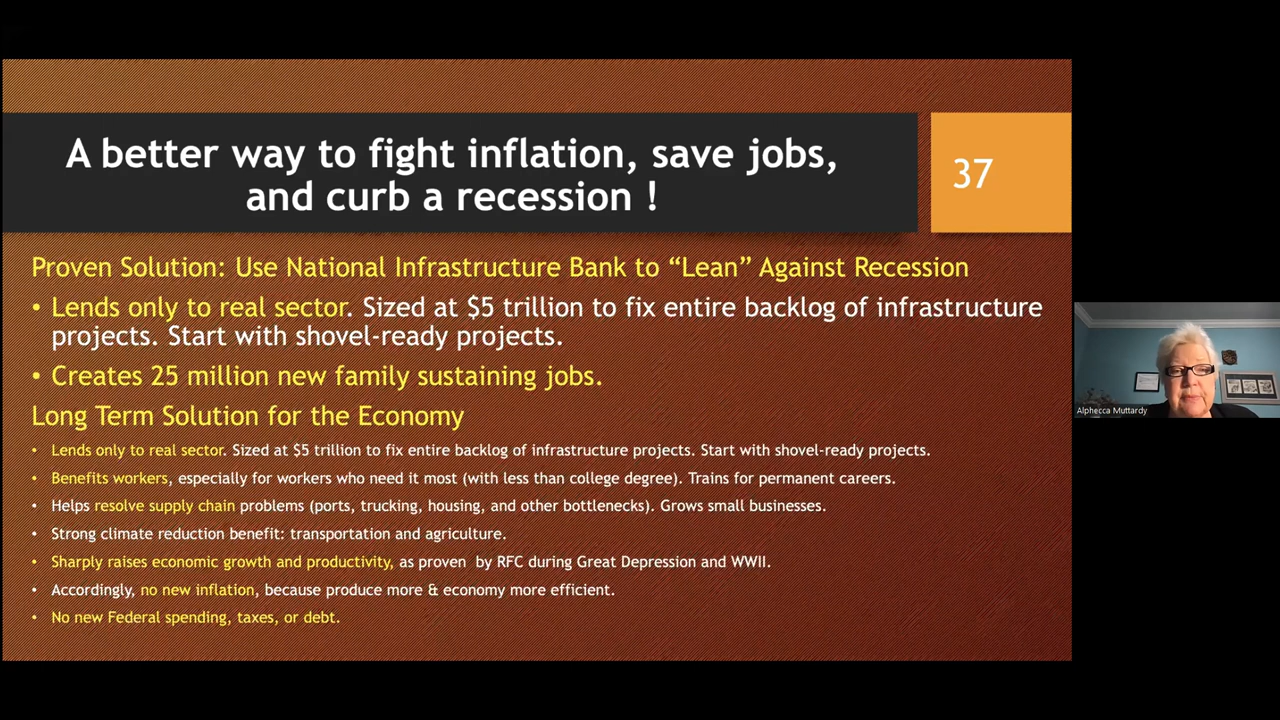 A better way to fight inflation, save jobs,
and curb a recession !
37
Proven Solution: Use National Infrastructure Bank to “Lean” Against Recession
• Lends only to real sector. Sized at $5 trillion to fix entire backlog of infrastructure
projects. Start with shovel-ready projects.
• Creates 25 million new family sustaining jobs.
Long Term Solution for the Economy
• Lends only to real sector. Sized at $5 trillion to fix entire backlog of infrastructure projects. Start with shovel-ready projects.
• Benefits workers, especially for workers who need it most (with less than college degree). Trains for permanent careers.
• Helps resolve supply chain problems (ports, trucking, housing, and other bottlenecks). Grows small businesses.
• Strong climate reduction benefit: transportation and agriculture.
• Sharply raises economic growth and productivity, as proven by RFC during Great Depression and WWII.
• Accordingly, no new inflation, because produce more & economy more efficient.
• No new Federal spending, taxes, or debt.
Alphecca Muttardy